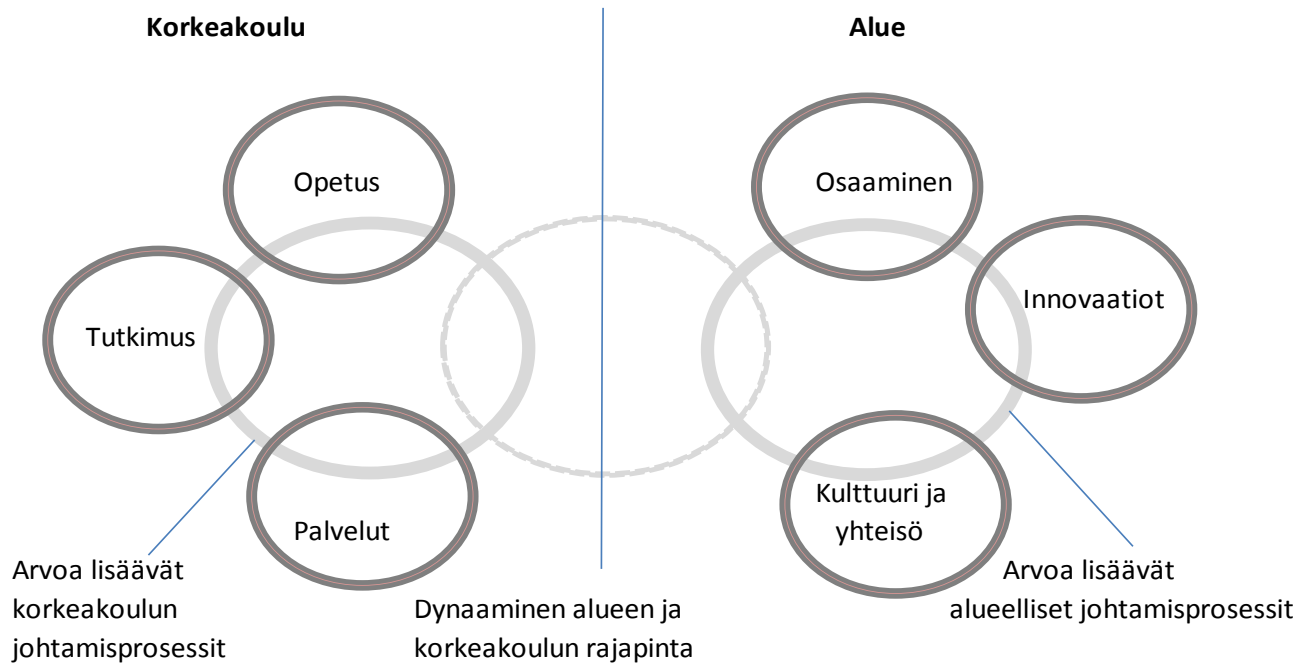 Korkeakoulu
Alue
Opetus
Osaaminen
Innovaatiot
Tutkimus
Kulttuuri ja
yhteisö
Palvelut
Arvoa lisäävät
korkeakoulun
johtamisprosessit
Dynaaminen alueen ja
korkeakoulun rajapinta
Arvoa lisäävät
alueelliset johtamisprosessit